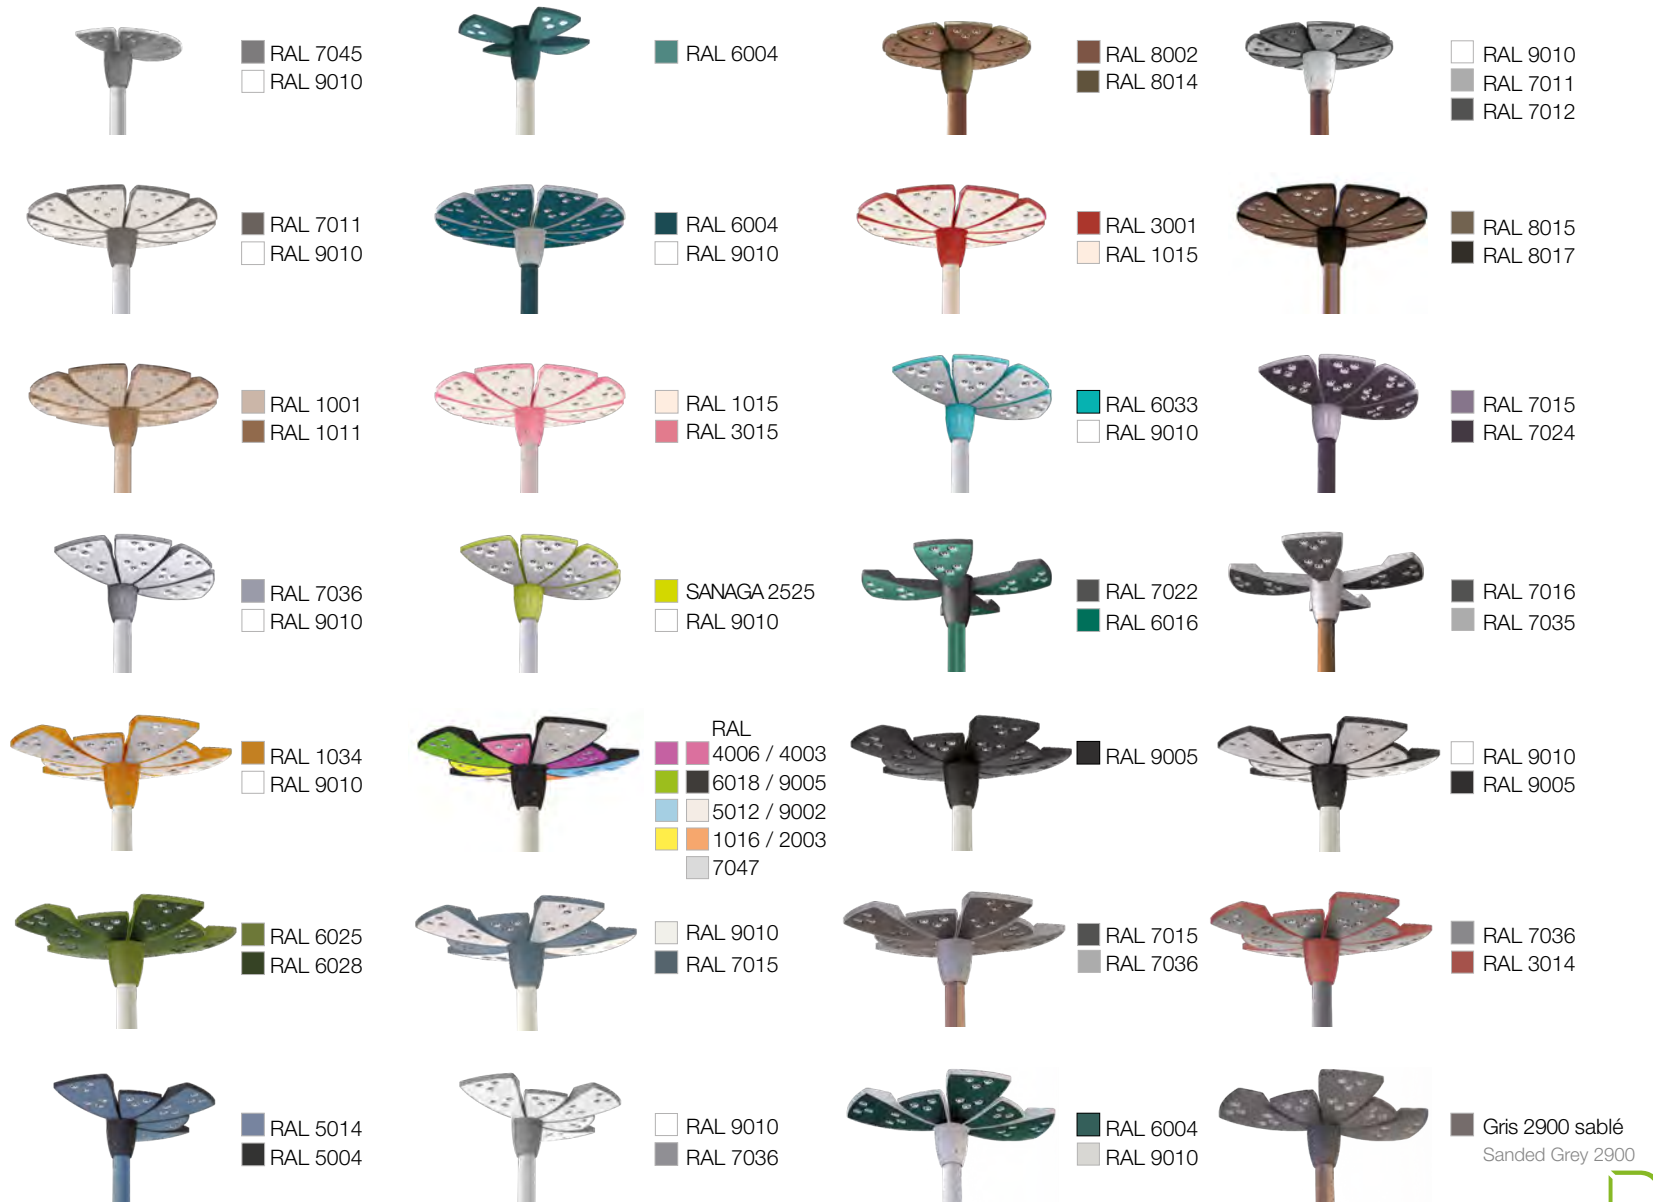 RAL 7045
RAL 9010
RAL 6004
RAL 8002
RAL 8014
RAL 9010
RAL 7011
RAL 7012
RAL 7011
RAL 9010
RAL 6004
RAL 9010
RAL 3001
RAL 1015
RAL 8015
RAL 8017
RAL 1001
RAL 1011
RAL 1015
RAL 3015
RAL 6033
RAL 9010
RAL 7015
RAL 7024
RAL 7036
RAL 9010
SANAGA 2525
RAL 9010
RAL 7022
RAL 6016
RAL 7016
RAL 7035
RAL 1034
RAL 9010
RAL
4006 / 4003
6018 / 9005
5012 / 9002
1016 / 2003
7047
RAL 9005
RAL 9010
RAL 9005
RAL 6025
RAL 6028
RAL 9010
RAL 7015
RAL 7015
RAL 7036
RAL 7036
RAL 3014
RAL 5014
RAL 5004
RAL 9010
RAL 7036
RAL 6004
RAL 9010
Gris 2900 sablé
Sanded Grey 2900